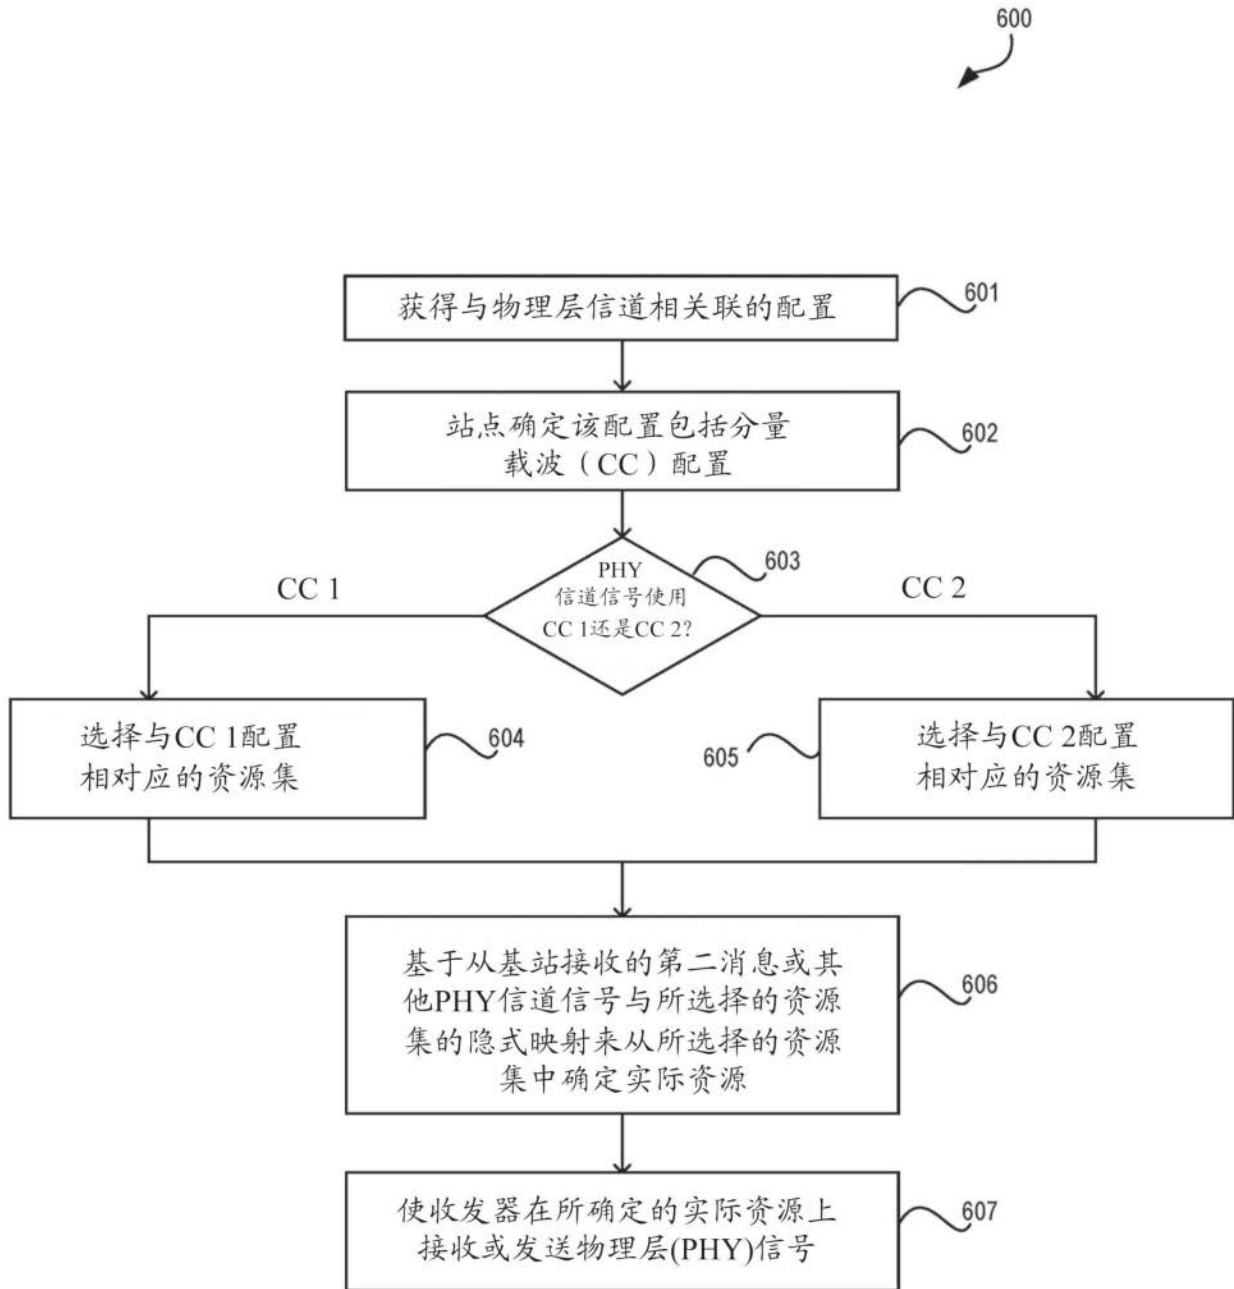 600
获得与物理层信道相关联的配置
601
站点确定该配置包括分量
载波（CC）配置
602
PHY
信道信号使用
CC 1还是CC 2?
603
CC 1
CC 2
选择与CC 1配置
相对应的资源集
604
605
选择与CC 2配置
相对应的资源集
基于从基站接收的第二消息或其
他PHY信道信号与所选择的资源
集的隐式映射来从所选择的资源
集中确定实际资源
606
使收发器在所确定的实际资源上
接收或发送物理层(PHY)信号
607